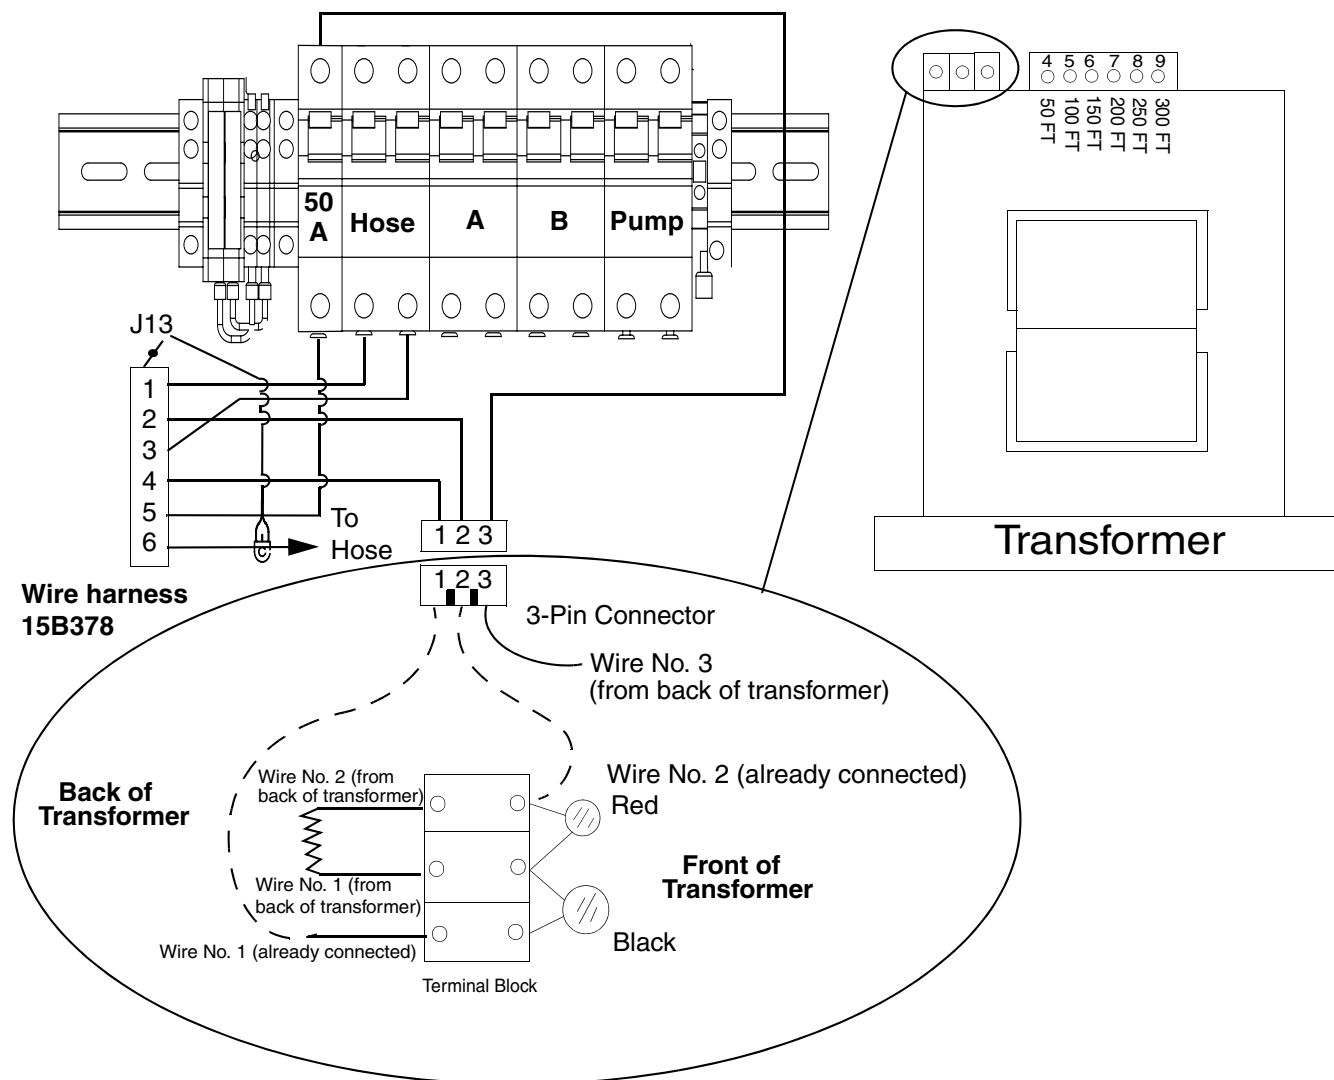 50
A
Hose
A
B
Pump
4 5 6 7 8 9
50 FT
100 FT
150 FT
200 FT
250 FT
300 FT
Transformer
J13
1
2
3
4
5
6
To
Hose
C
Wire harness
15B378
1 2 3
1 2 3
3-Pin Connector
Wire No. 3
(from back of transformer)
Back of
Transformer
Wire No. 2 (from
back of transformer)
Wire No. 2 (already connected)
Red
Wire No. 1 (from
back of transformer)
Front of
Transformer
Wire No. 1 (already connected)
Black
Terminal Block